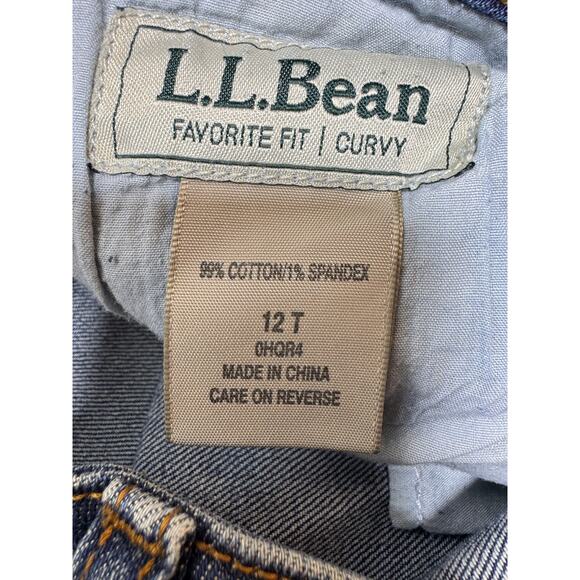 L.L.Bean
FAVORITE FIT | CURVY
99% COTTON/1% SPANDEX
12 T
0HQR4
MADE IN CHINA
CARE ON REVERSE